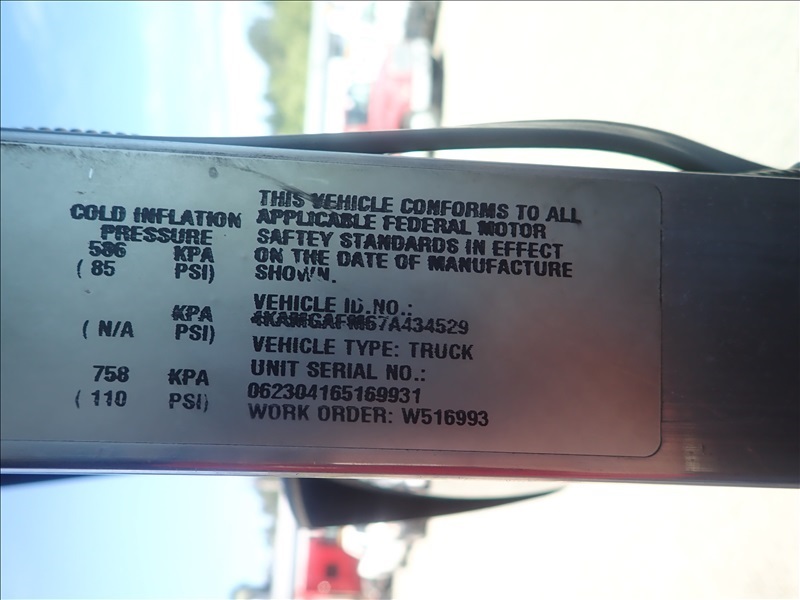 COLD INFLATION
PRESSURE
586 KPA
( 85 PSI)
KPA
( N/A PSI)
758 KPA
( 110 PSI)
THIS VEHICLE CONFORMS TO ALL
APPLICABLE FEDERAL MOTOR
SAFTEY STANDARDS IN EFFECT
ON THE DATE OF MANUFACTURE
SHOWN.
VEHICLE ID.NO.:
4KAMGAFM67A434529
VEHICLE TYPE: TRUCK
UNIT SERIAL NO.:
062304165169931
WORK ORDER: W516993